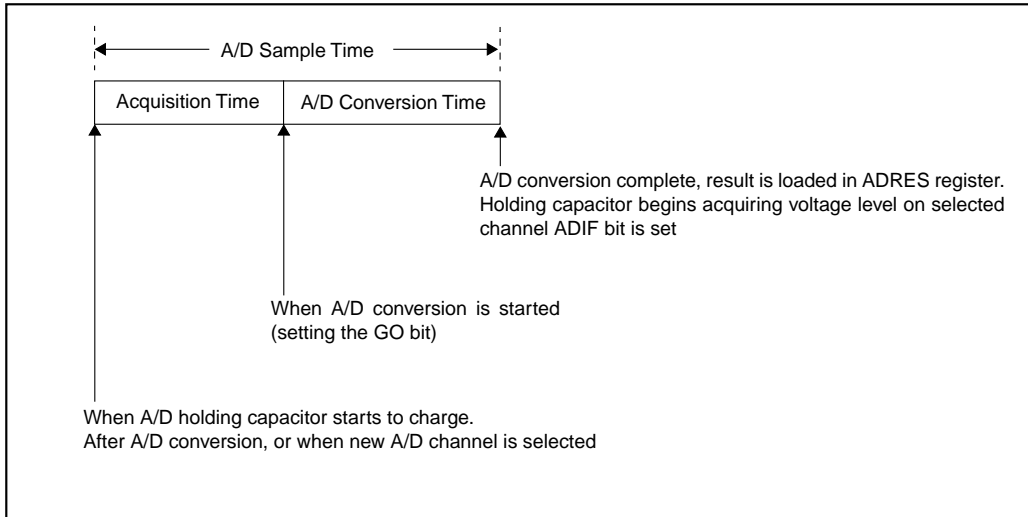 A/D Sample Time
Acquisition Time
A/D Conversion Time
A/D conversion complete, result is loaded in ADRES register.
Holding capacitor begins acquiring voltage level on selected
channel ADIF bit is set
When A/D conversion is started
(setting the GO bit)
When A/D holding capacitor starts to charge.
After A/D conversion, or when new A/D channel is selected